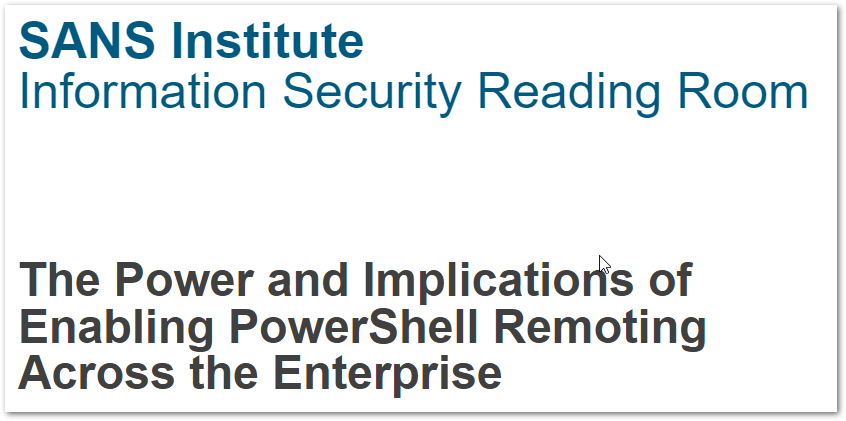 SANS Institute
Information Security Reading Room
The Power and Implications of
Enabling PowerShell Remoting
Across the Enterprise